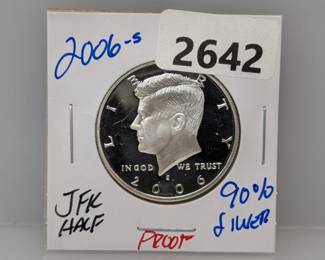 2006-s
2642
LIBERTY
IN GOD WE TRUST
S
2006
JFK
HALF
PROOF
90%
SILVER